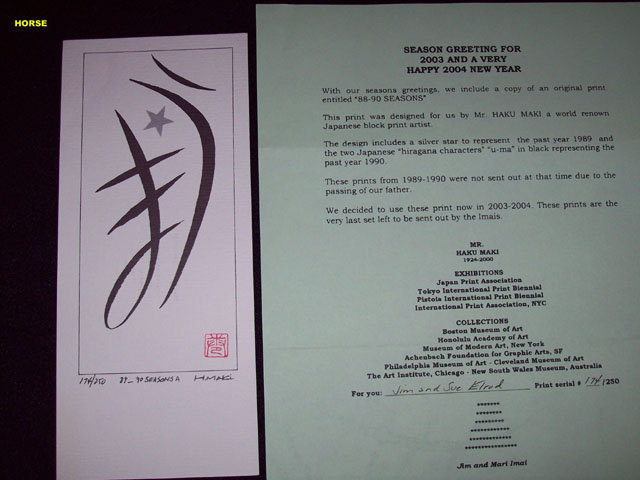 HORSE
うま
174/250 89_90 SEASONS A H.MAKI
SEASON GREETING FOR
2003 AND A VERY
HAPPY 2004 NEW YEAR
With our seasons greetings, we include a copy of an original print
entitled "88-90 SEASONS"
This print was designed for us by Mr. HAKU MAKI a world renown
Japanese block print artist.
The design includes a silver star to represent the past year 1989 and
the two Japanese "hiragana characters" "u-ma" in black representing the
past year 1990.
These prints from 1989-1990 were not sent out at that time due to the
passing of our father.
We decided to use these print now in 2003-2004. These prints are the
very last set left to be sent out by the Imais.
MR.
HAKU MAKI
1924-2000
EXHIBITIONS
Japan Print Association
Tokyo International Print Biennial
Pistoia International Print Biennial
International Print Association, NYC
COLLECTIONS
Boston Museum of Art
Honolulu Academy of Art
Museum of Modern Art, New York
Achenbach Foundation for Graphic Arts, SF
Philadelphia Museum of Art - Cleveland Museum of Art
The Art Institute, Chicago - New South Wales Museum, Australia
For you: Jim and Sue Elrod Print serial # 174/250
*******
********
*********
************
*************
****************
Jim and Mari Imai